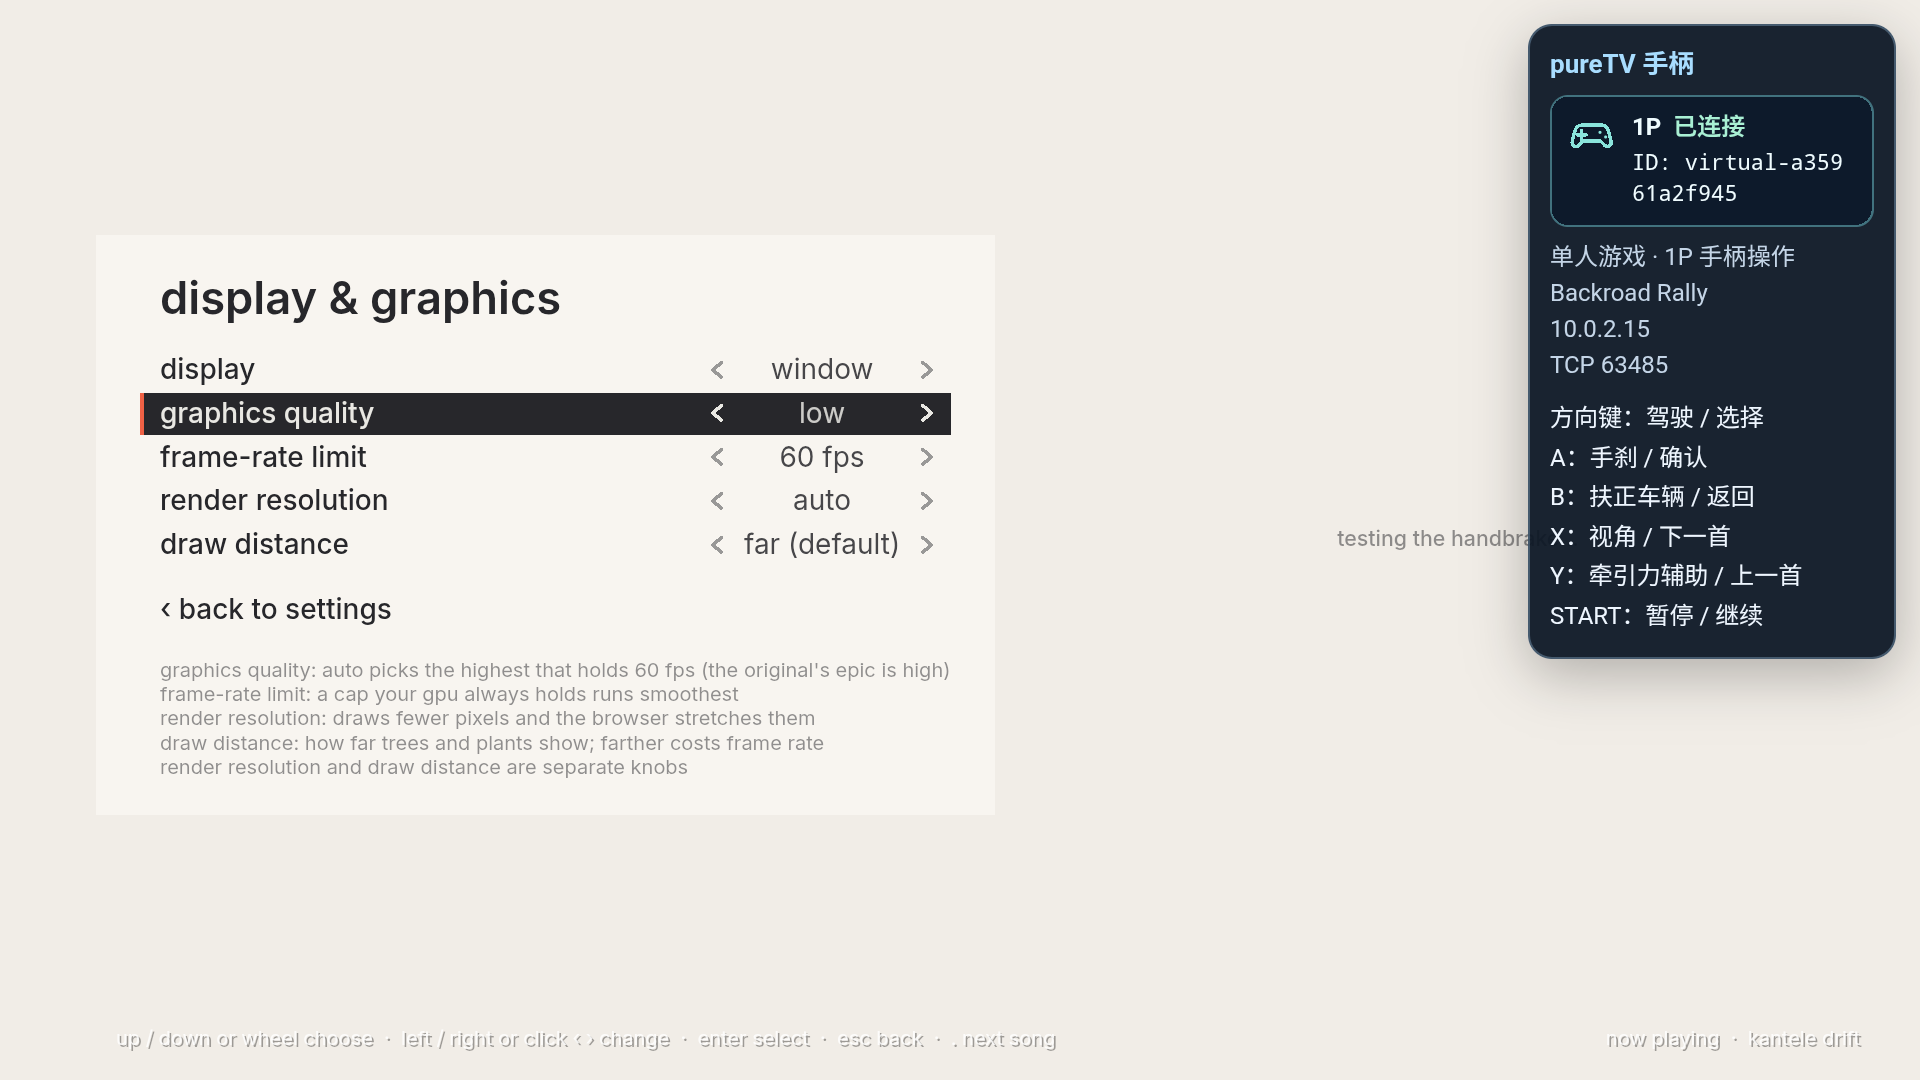 display & graphics
display < window >
graphics quality < low >
frame-rate limit < 60 fps >
render resolution < auto >
draw distance < far (default) >
‹ back to settings
graphics quality: auto picks the highest that holds 60 fps (the original's epic is high)
frame-rate limit: a cap your gpu always holds runs smoothest
render resolution: draws fewer pixels and the browser stretches them
draw distance: how far trees and plants show; farther costs frame rate
render resolution and draw distance are separate knobs
testing the
pureTV 手柄
1P 已连接
ID: virtual-a359
61a2f945
单人游戏 · 1P 手柄操作
Backroad Rally
10.0.2.15
TCP 63485
方向键：驾驶 / 选择
A：手刹 / 确认
B：扶正车辆 / 返回
X：视角 / 下一首
Y：牵引力辅助 / 上一首
START：暂停 / 继续
up / down or wheel choose · left / right or click ‹ › change · enter select · esc back · . next song
now playing · kantele drift